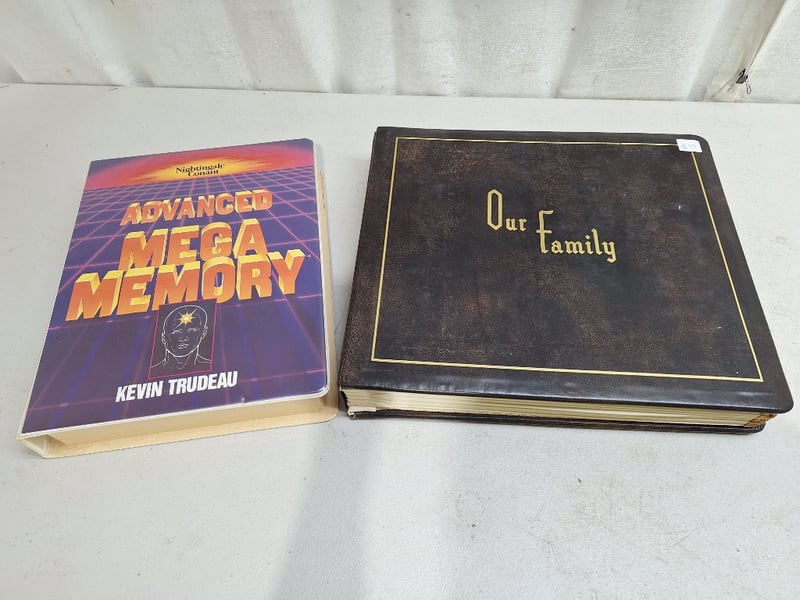 Nightingale
Conant
ADVANCED
MEGA
MEMORY
KEVIN TRUDEAU
Our Family